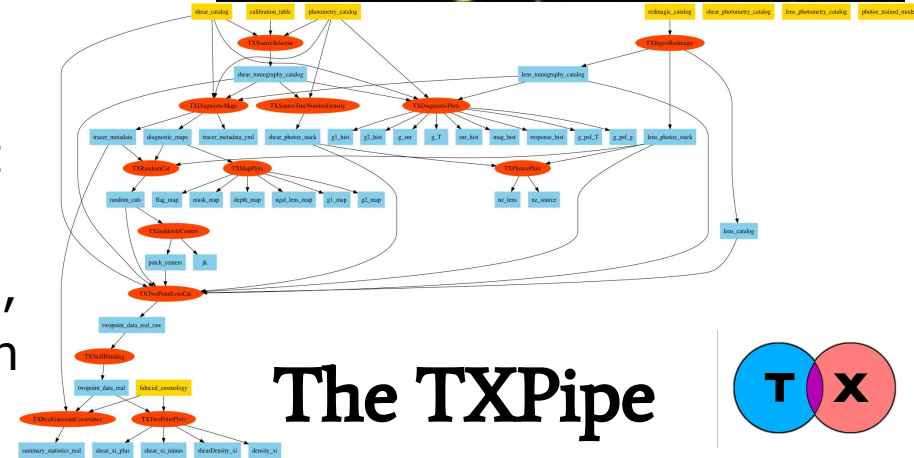 shear_catalog calibration_table photometry_catalog redmagic_catalog shear_photometry_catalog lens_photometry_catalog
TXSourceSelector TXIngestRedmagic
shear_tomography_catalog lens_tomography_catalog
TXDiagnosticMaps TXSourceTrueNumberDensity TXDiagnosticPlots
tracer_metadata diagnostic_maps tracer_metadata_yml shear_photoz_stack g1_hist g2_hist g_snr g_T snr_hist mag_hist response_hist g_psf_T g_psf_g lens_photoz_stack
TXRandomCat TXMapPlots TXPhotozPlots
random_cats flag_map mask_map depth_map ngal_lens_map g1_map g2_map nz_lens nz_source
TXJackknifeCenters lens_catalog
patch_centers jk
TXTwoPointLensCat
,
twopoint_data_real_raw
n
TXNullBlinding
twopoint_data_real fiducial_cosmology
The TXPipe
T X
TXRealGaussianCovariance TXTwoPointPlots
summary_statistics_real shear_xi_plus shear_xi_minus shearDensity_xi density_xi